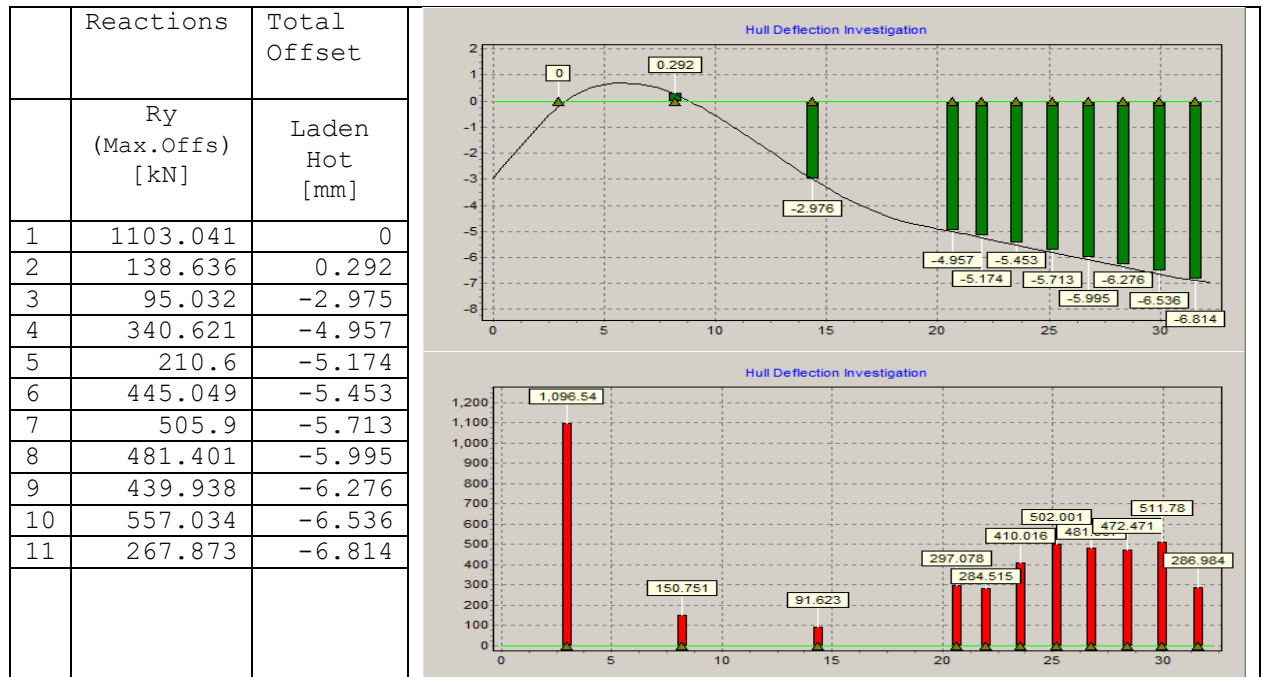 Reactions Total
Offset
Ry
(Max.Offs)
[kN]
Laden
Hot
[mm]
1 1103.041 0
2 138.636 0.292
3 95.032 -2.975
4 340.621 -4.957
5 210.6 -5.174
6 445.049 -5.453
7 505.9 -5.713
8 481.401 -5.995
9 439.938 -6.276
10 557.034 -6.536
11 267.873 -6.814
Hull Deflection Investigation
2
1
0
-1
-2
-3
-4
-5
-6
-7
-8
0 0.292
-2.976
-4.957 -5.453
-5.174 -5.713 -6.276
-5.995 -6.536
-6.814
0 5 10 15 20 25 30
Hull Deflection Investigation
1,200
1,100
1,000
900
800
700
600
500
400
300
200
100
0
1,096.54
150.751
91.623
297.078
284.515
410.016
502.001
472.471
511.78
286.984
0 5 10 15 20 25 30